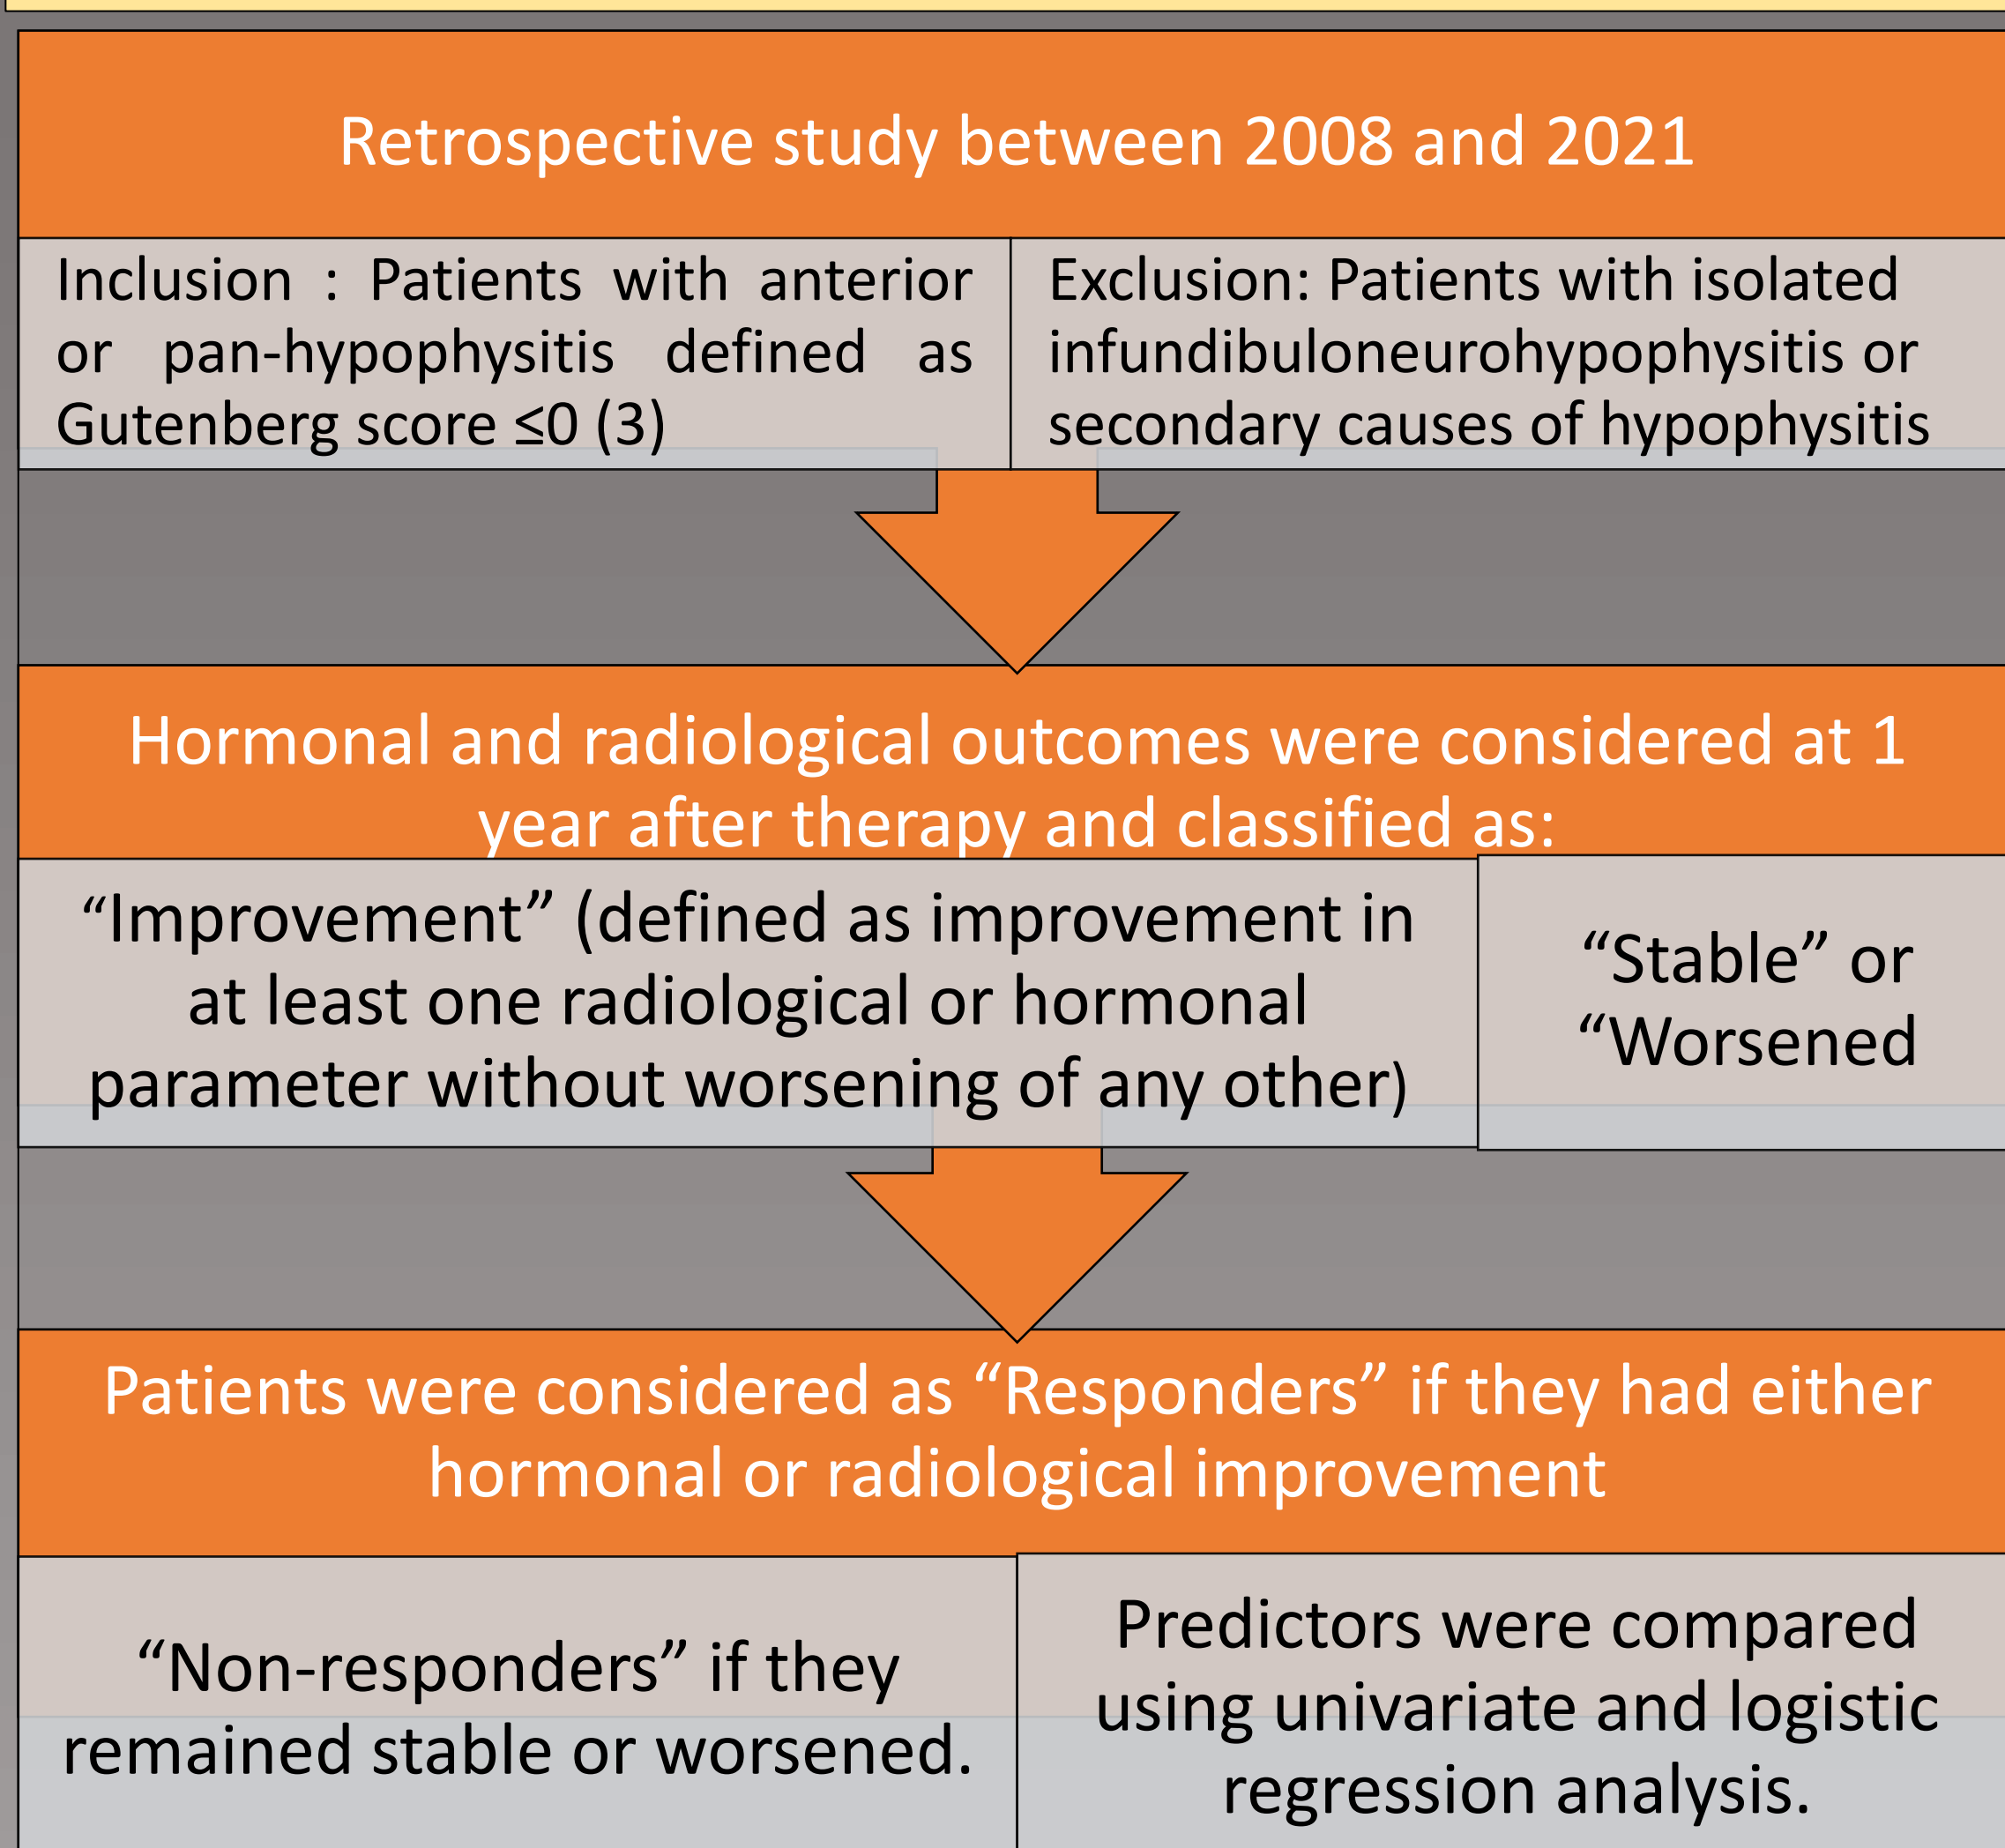 Retrospective study between 2008 and 2021
Inclusion : Patients with anterior
or pan-hypophysitis defined as
Gutenberg score ≤0 (3)
Exclusion: Patients with isolated
infundibuloneurohypophysitis or
secondary causes of hypophysitis
Hormonal and radiological outcomes were considered at 1
year after therapy and classified as:
“Improvement” (defined as improvement in
at least one radiological or hormonal
parameter without worsening of any other)
“Stable” or
“Worsened
Patients were considered as “Responders” if they had either
hormonal or radiological improvement
“Non-responders” if they
remained stable or worsened.
Predictors were compared
using univariate and logistic
regression analysis.